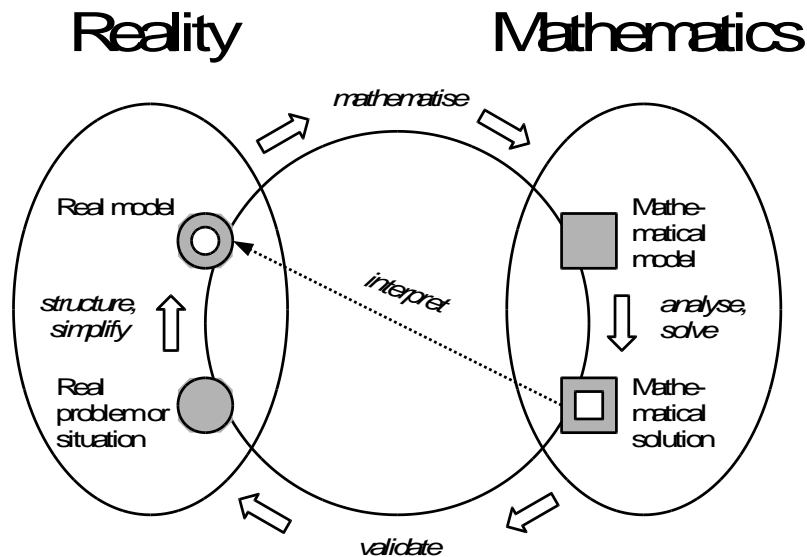 Reality
Mathematics
mathematise
Real model
Mathe-
matical
model
structure,
simplify
interpret
analyse,
solve
Real
problem or
situation
Mathe-
matical
solution
validate